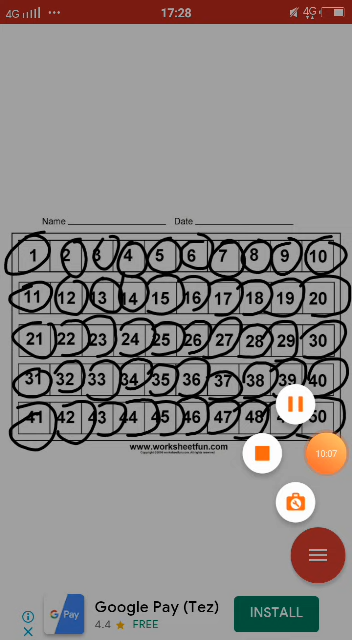 4G 17:28 4G
Name Date
1 2 3 4 5 6 7 8 9 10
11 12 13 14 15 16 17 18 19 20
21 22 23 24 25 26 27 28 29 30
31 32 33 34 35 36 37 38 39 40
41 42 43 44 45 46 47 48 50
www.worksheetfun.com
10:07
G Pay
Google Pay (Tez)
4.4 ★ FREE
INSTALL